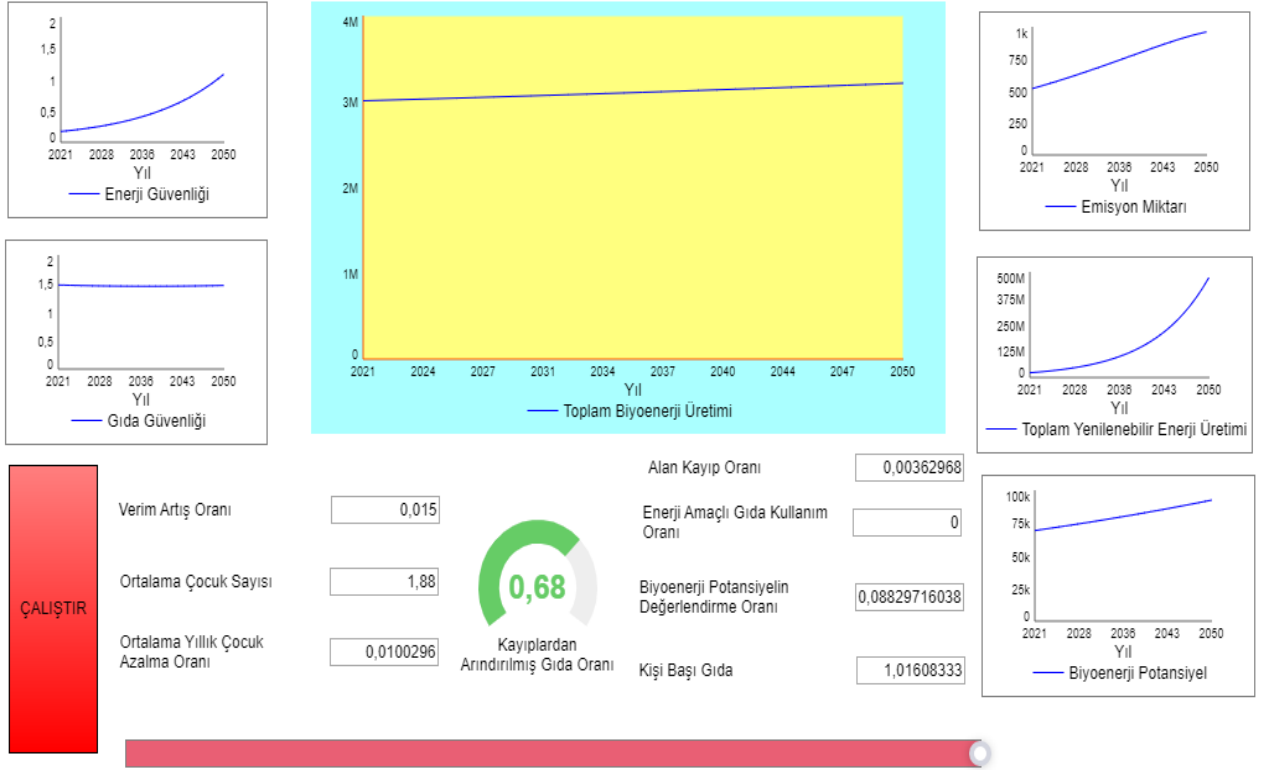 2
1,5
1
0,5
0
2021 2028 2036 2043 2050
Yıl
Enerji Güvenliği
4M
3M
2M
1M
0
2021 2024 2027 2031 2034 2037 2040 2044 2047 2050
Yıl
Toplam Biyoenerji Üretimi
1k
750
500
250
0
2021 2028 2036 2043 2050
Yıl
Emisyon Miktarı
2
1,5
1
0,5
0
2021 2028 2036 2043 2050
Yıl
Gıda Güvenliği
500M
375M
250M
125M
0
2021 2028 2036 2043 2050
Yıl
Toplam Yenilenebilir Enerji Üretimi
ÇALIŞTIR
Verim Artış Oranı 0,015
Ortalama Çocuk Sayısı 1,88
Ortalama Yıllık Çocuk
Azalma Oranı 0,0100296
0,68
Kayıplardan
Arındırılmış Gıda Oranı
Alan Kayıp Oranı 0,00362968
Enerji Amaçlı Gıda Kullanım
Oranı 0
Biyoenerji Potansiyelin
Değerlendirme Oranı 0,08829716038
Kişi Başı Gıda 1,01608333
100k
75k
50k
25k
0
2021 2028 2036 2043 2050
Yıl
Biyoenerji Potansiyel